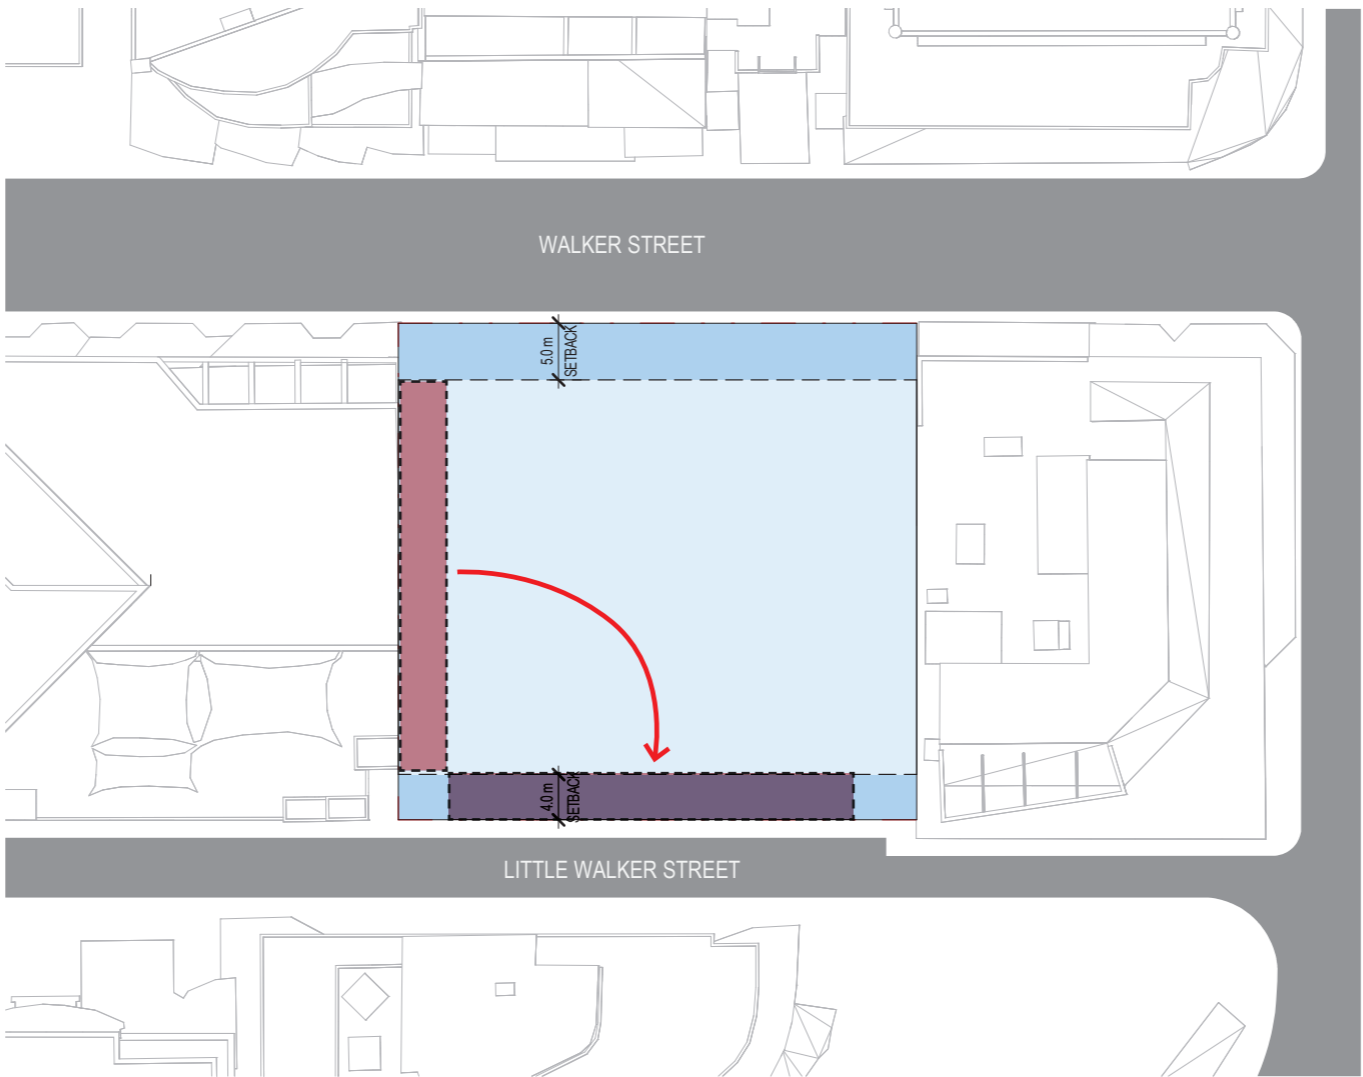 WALKER STREET
5.0 m
SETBACK
4.0 m
SETBACK
LITTLE WALKER STREET